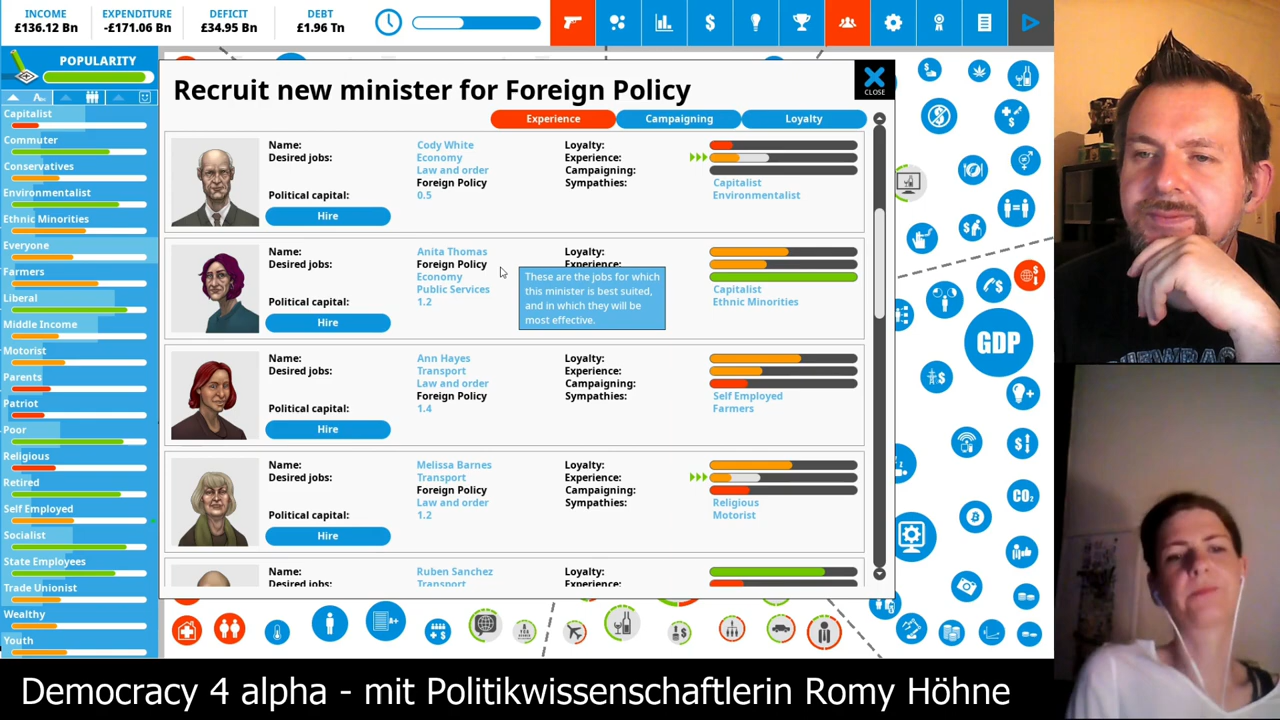 INCOME EXPENDITURE DEFICIT DEBT
£136.12 Bn -£171.06 Bn £34.95 Bn £1.96 Tn
POPULARITY
Capitalist
Commuter
Conservatives
Environmentalist
Ethnic Minorities
Everyone
Farmers
Liberal
Middle Income
Motorist
Parents
Patriot
Poor
Religious
Retired
Self Employed
Socialist
State Employees
Trade Unionist
Wealthy
Youth
Recruit new minister for Foreign Policy
CLOSE
Experience Campaigning Loyalty
Name: Cody White Loyalty:
Desired jobs: Economy Experience:
Law and order Campaigning:
Foreign Policy Sympathies: Capitalist
Political capital: 0.5 Environmentalist
Hire
Name: Anita Thomas Loyalty:
Desired jobs: Foreign Policy Experience:
Economy
Public Services Capitalist
Political capital: 1.2 Ethnic Minorities
Hire
These are the jobs for which
this minister is best suited,
and in which they will be
most effective.
Name: Ann Hayes Loyalty:
Desired jobs: Transport Experience:
Law and order Campaigning:
Foreign Policy Sympathies: Self Employed
Political capital: 1.4 Farmers
Hire
Name: Melissa Barnes Loyalty:
Desired jobs: Transport Experience:
Foreign Policy Campaigning:
Law and order Sympathies: Religious
Political capital: 1.2 Motorist
Hire
Name: Ruben Sanchez Loyalty:
Desired jobs: Transport Experience:
GDP
CO2
Democracy 4 alpha - mit Politikwissenschaftlerin Romy Höhne